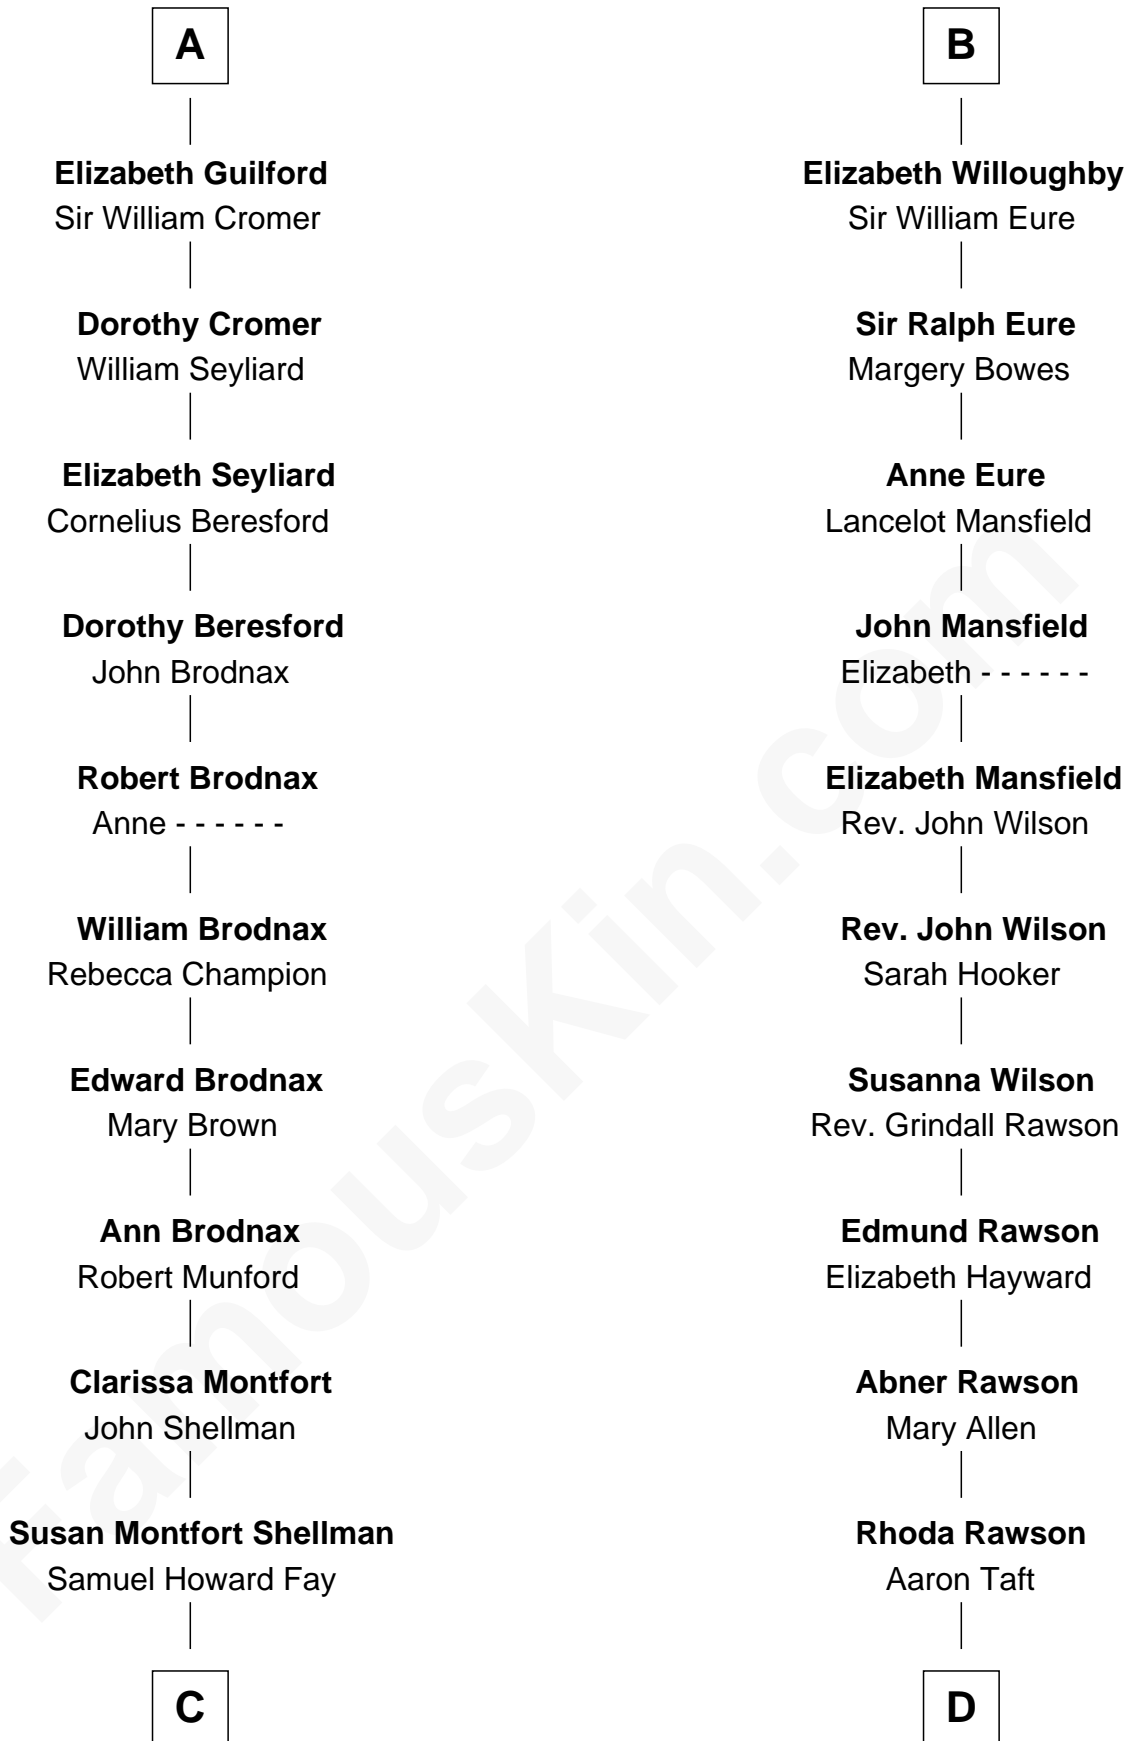 A
Elizabeth Guilford
Sir William Cromer
Dorothy Cromer
William Seyliard
Elizabeth Seyliard
Cornelius Beresford
Dorothy Beresford
John Brodnax
Robert Brodnax
Anne - - - - - -
William Brodnax
Rebecca Champion
Edward Brodnax
Mary Brown
Ann Brodnax
Robert Munford
Clarissa Montfort
John Shellman
Susan Montfort Shellman
Samuel Howard Fay
C
B
Elizabeth Willoughby
Sir William Eure
Sir Ralph Eure
Margery Bowes
Anne Eure
Lancelot Mansfield
John Mansfield
Elizabeth - - - - - -
Elizabeth Mansfield
Rev. John Wilson
Rev. John Wilson
Sarah Hooker
Susanna Wilson
Rev. Grindall Rawson
Edmund Rawson
Elizabeth Hayward
Abner Rawson
Mary Allen
Rhoda Rawson
Aaron Taft
D
FamousKin.com